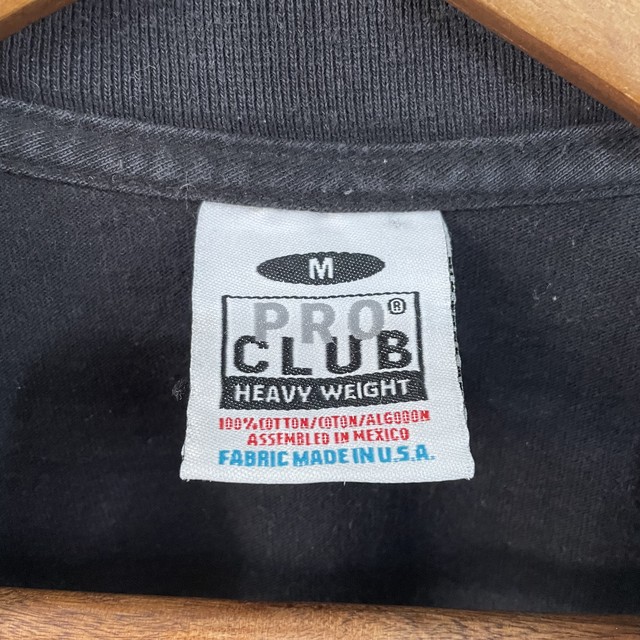 M
PRO®
CLUB
HEAVY WEIGHT
100% COTTON/COTON/ALGODON
ASSEMBLED IN MEXICO
FABRIC MADE IN U.S.A.